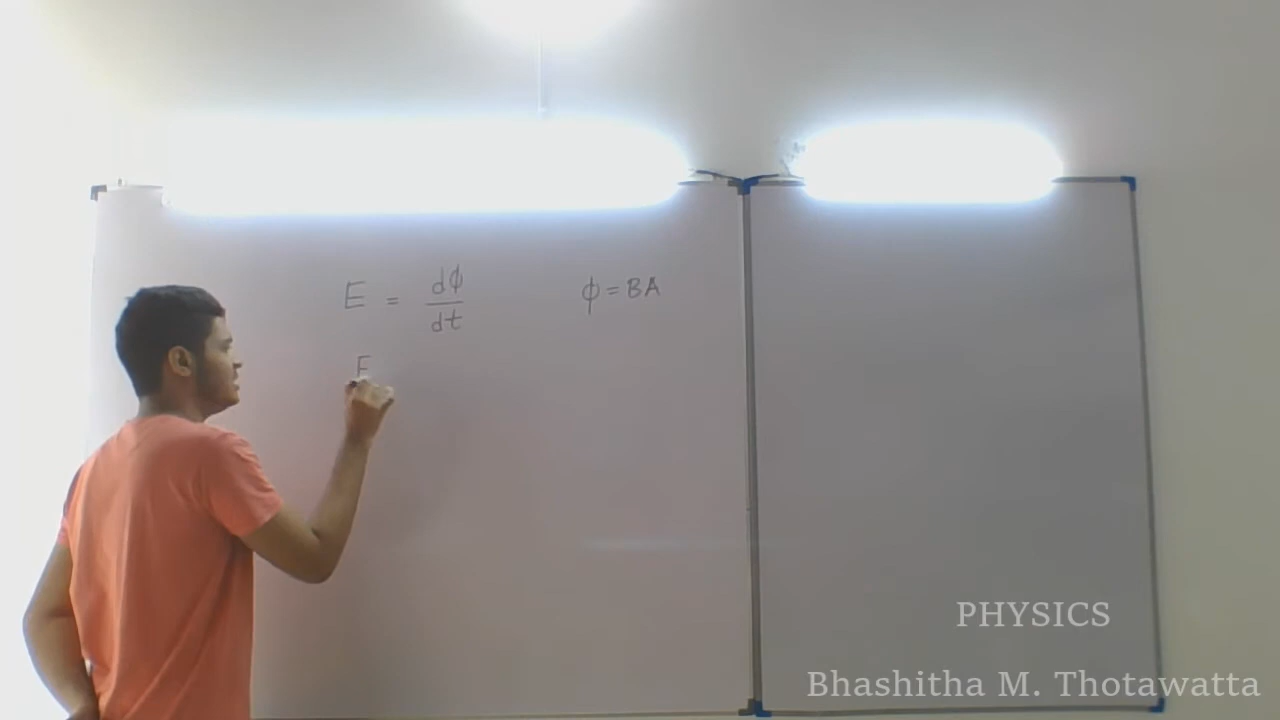 E = dϕ/dt
ϕ = BA
E
PHYSICS
Bhashitha M. Thotawatta